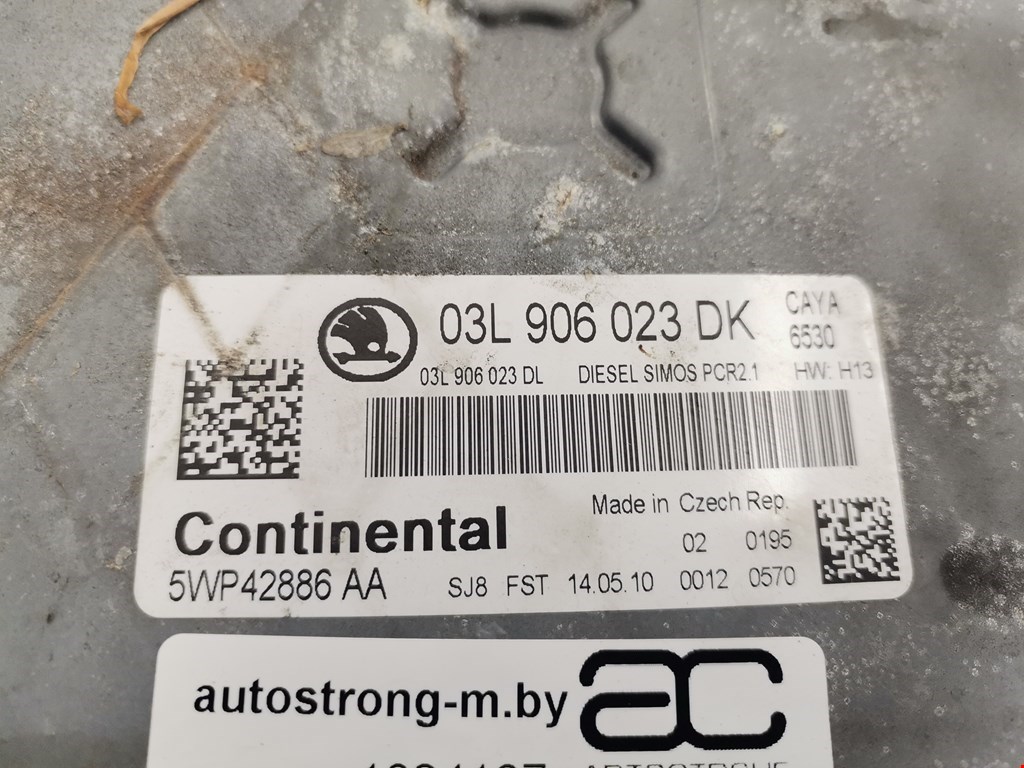 03L 906 023 DK CAYA
6530
03L 906 023 DL DIESEL SIMOS PCR2.1 HW: H13
Made in Czech Rep.
Continental
02 0195
5WP42886 AA SJ8 FST 14.05.10 0012 0570
autostrong-m.by ac